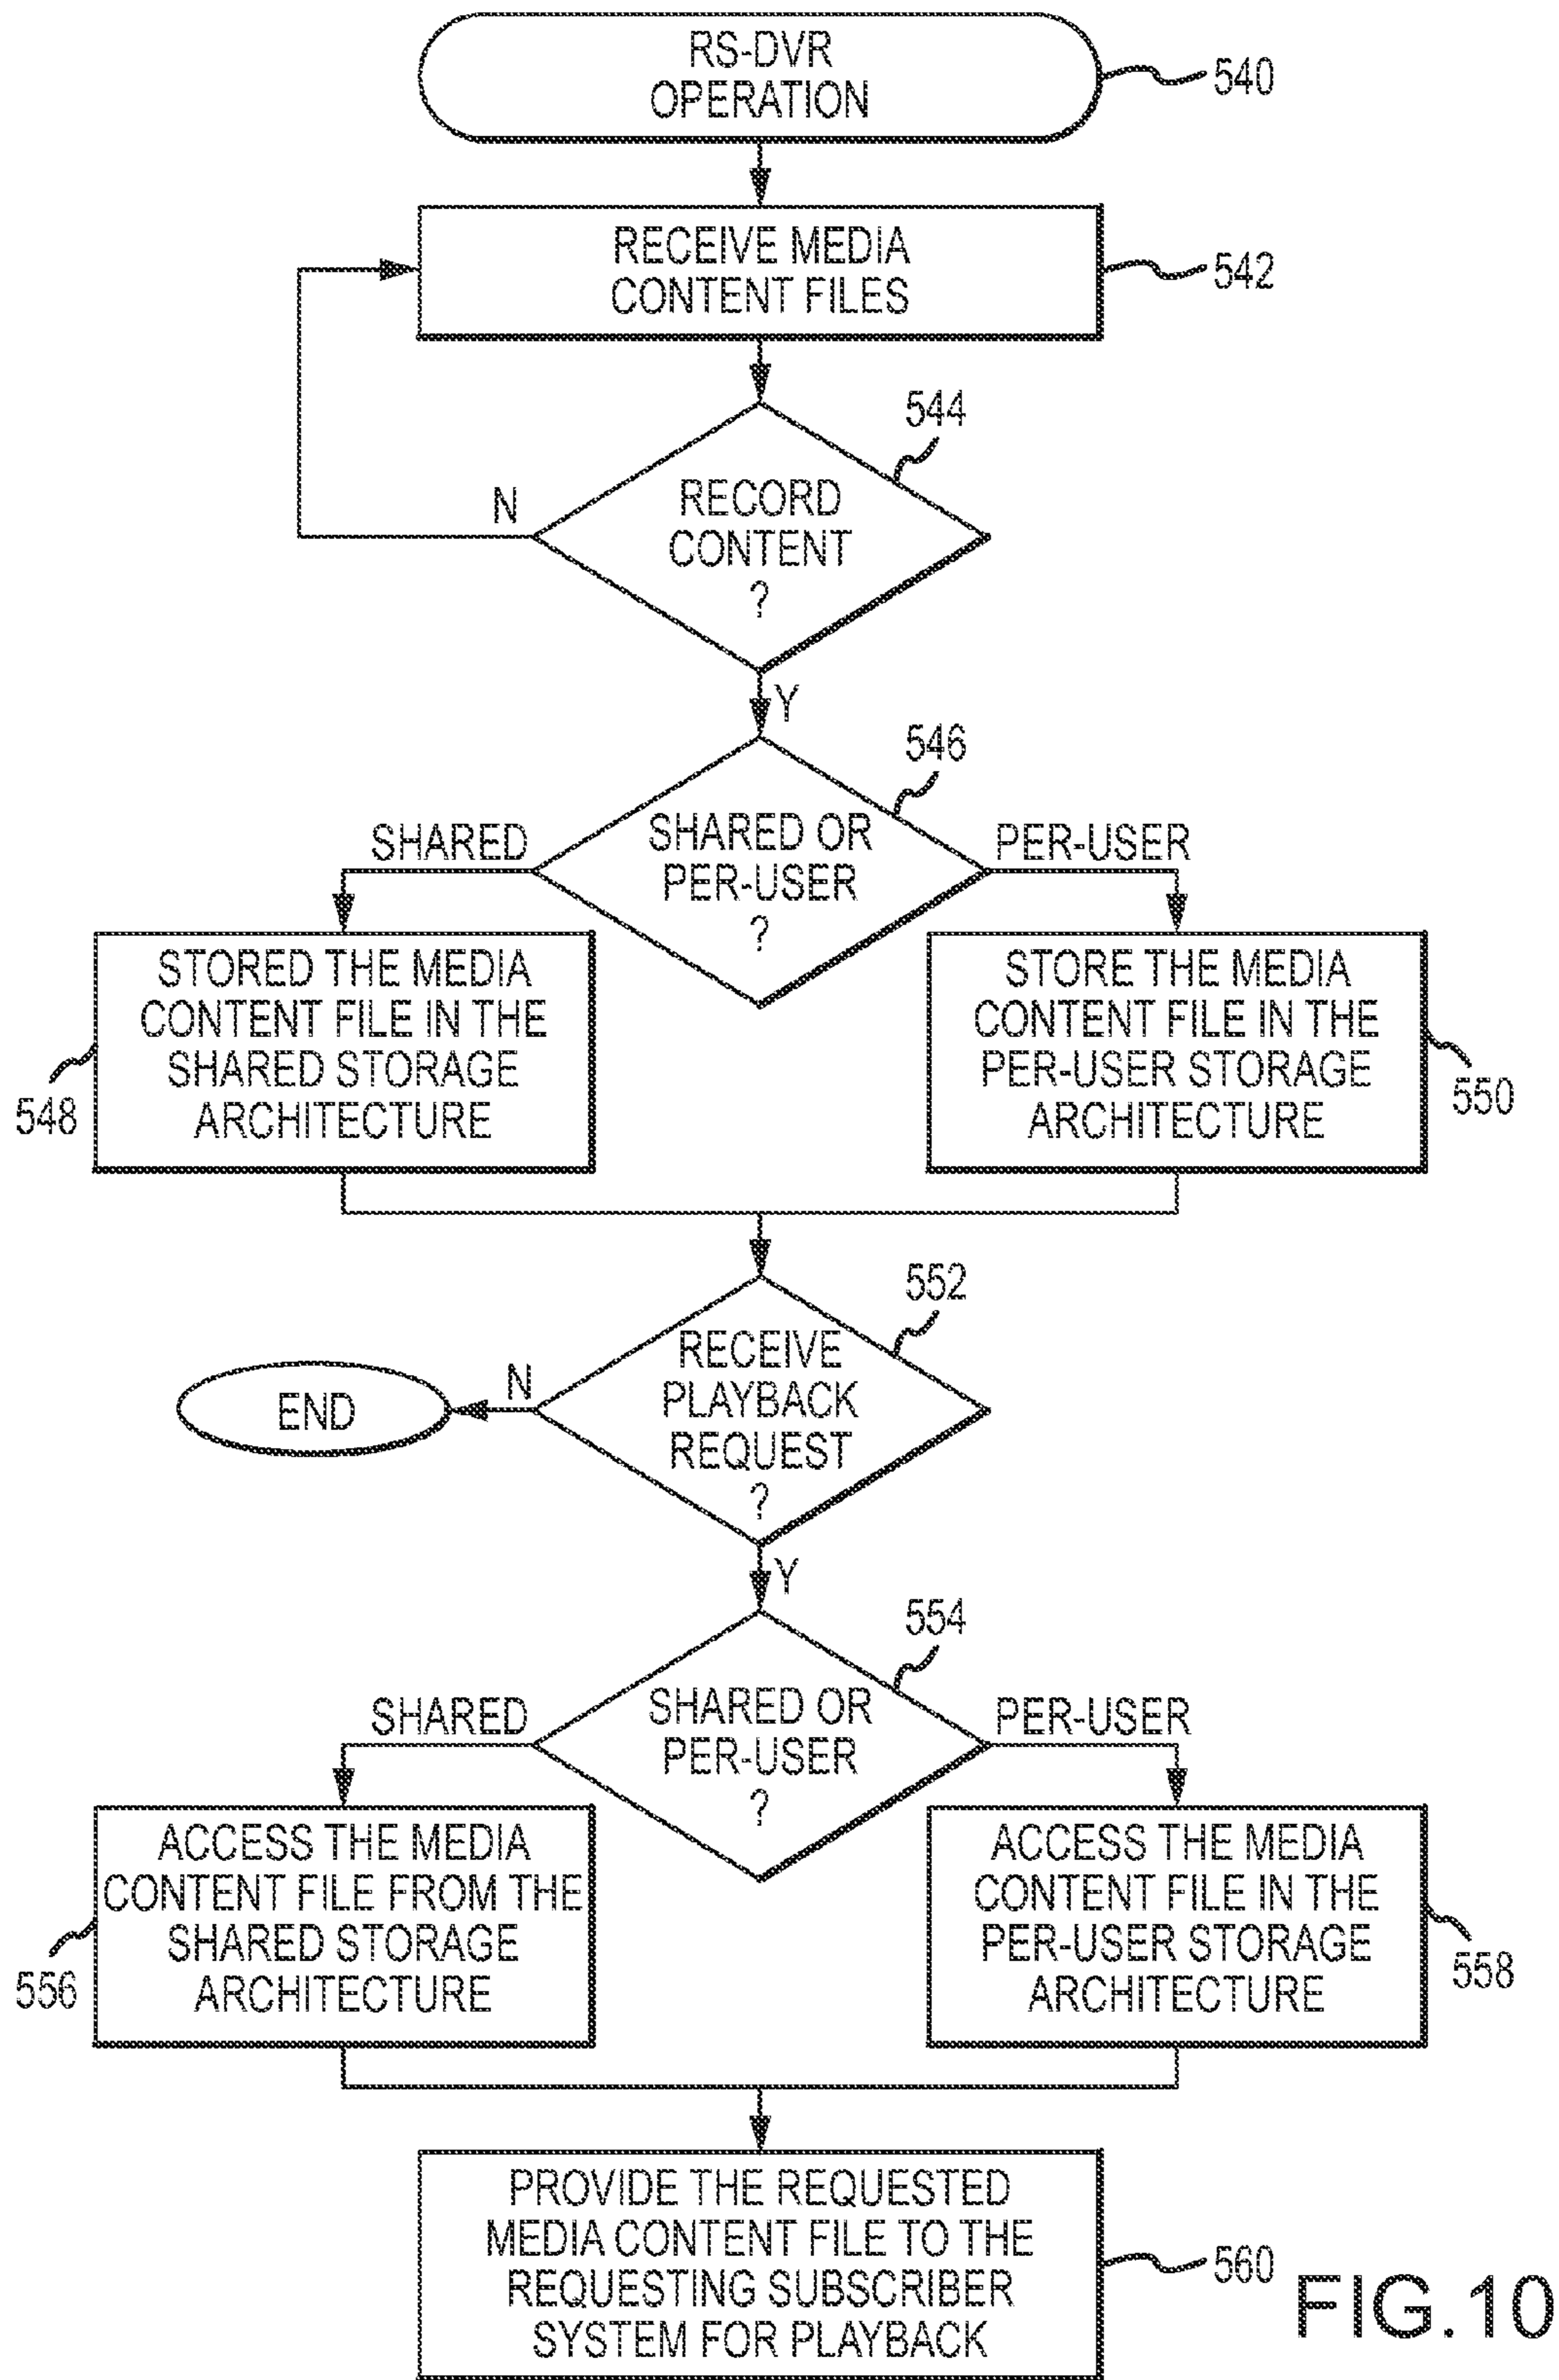 RS-DVR
OPERATION
540
RECEIVE MEDIA
CONTENT FILES
542
544
RECORD
CONTENT
?
N
Y
546
SHARED OR
PER-USER
?
SHARED
PER-USER
STORED THE MEDIA
CONTENT FILE IN THE
SHARED STORAGE
ARCHITECTURE
548
STORE THE MEDIA
CONTENT FILE IN THE
PER-USER STORAGE
ARCHITECTURE
550
552
RECEIVE
PLAYBACK
REQUEST
?
N
END
Y
554
SHARED OR
PER-USER
?
SHARED
PER-USER
ACCESS THE MEDIA
CONTENT FILE FROM THE
SHARED STORAGE
ARCHITECTURE
556
ACCESS THE MEDIA
CONTENT FILE IN THE
PER-USER STORAGE
ARCHITECTURE
558
PROVIDE THE REQUESTED
MEDIA CONTENT FILE TO THE
REQUESTING SUBSCRIBER
SYSTEM FOR PLAYBACK
560
FIG. 10